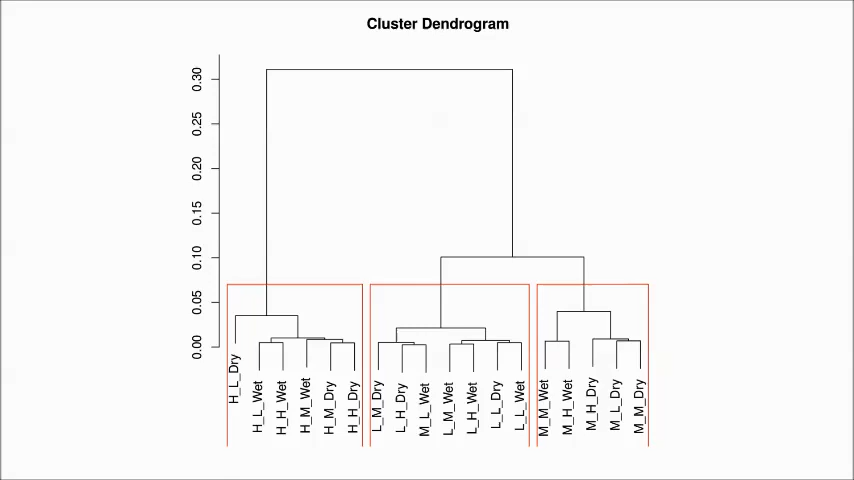 Cluster Dendrogram
0.30
0.25
0.20
0.15
0.10
0.05
0.00
H_L_Dry
H_L_Wet
H_H_Wet
H_M_Wet
H_M_Dry
H_H_Dry
L_M_Dry
L_H_Dry
M_L_Wet
L_M_Wet
L_H_Wet
L_L_Dry
L_L_Wet
M_M_Wet
M_H_Wet
M_H_Dry
M_L_Dry
M_M_Dry